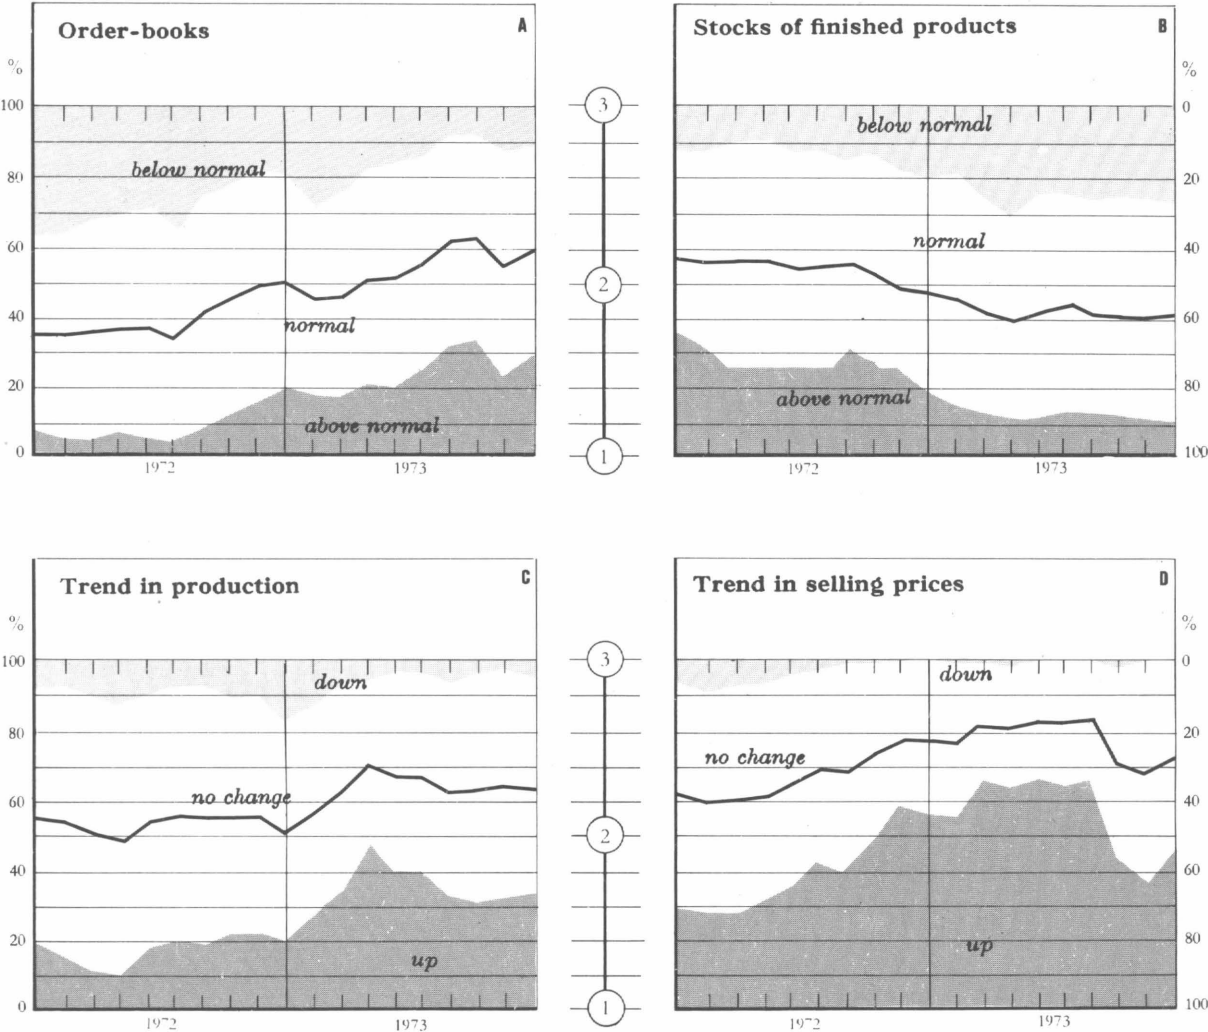 Order-books A
%
100
80
60
40
20
0
below normal
normal
above normal
1972 1973
3
2
1
Stocks of finished products B
%
0
20
40
60
80
100
below normal
normal
above normal
1972 1973
Trend in production C
%
100
80
60
40
20
0
down
no change
up
1972 1973
3
2
1
Trend in selling prices D
%
0
20
40
60
80
100
down
no change
up
1972 1973